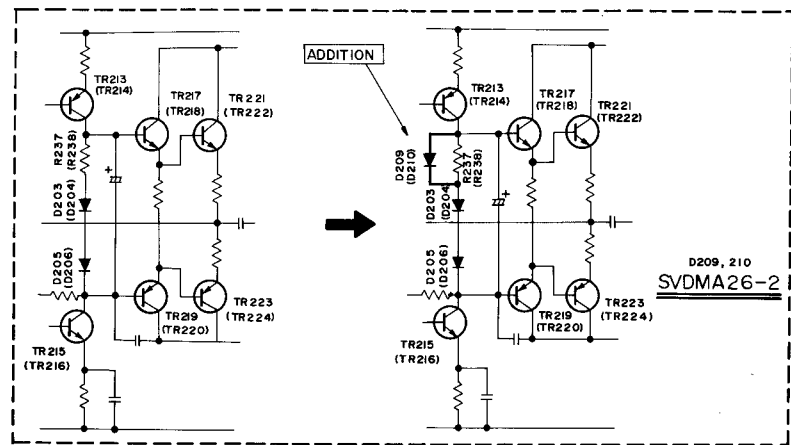 TR213
(TR214)
TR217
(TR218)
TR221
(TR222)
R237
(R238)
+
D203
(D204)
D205
(D206)
TR219
(TR220)
TR223
(TR224)
TR215
(TR216)
ADDITION
TR213
(TR214)
TR217
(TR218)
TR221
(TR222)
D209
(D210)
R237
(R238)
D203
(D204)
+
D205
(D206)
TR219
(TR220)
TR223
(TR224)
TR215
(TR216)
D209, 210
SVDMA26-2